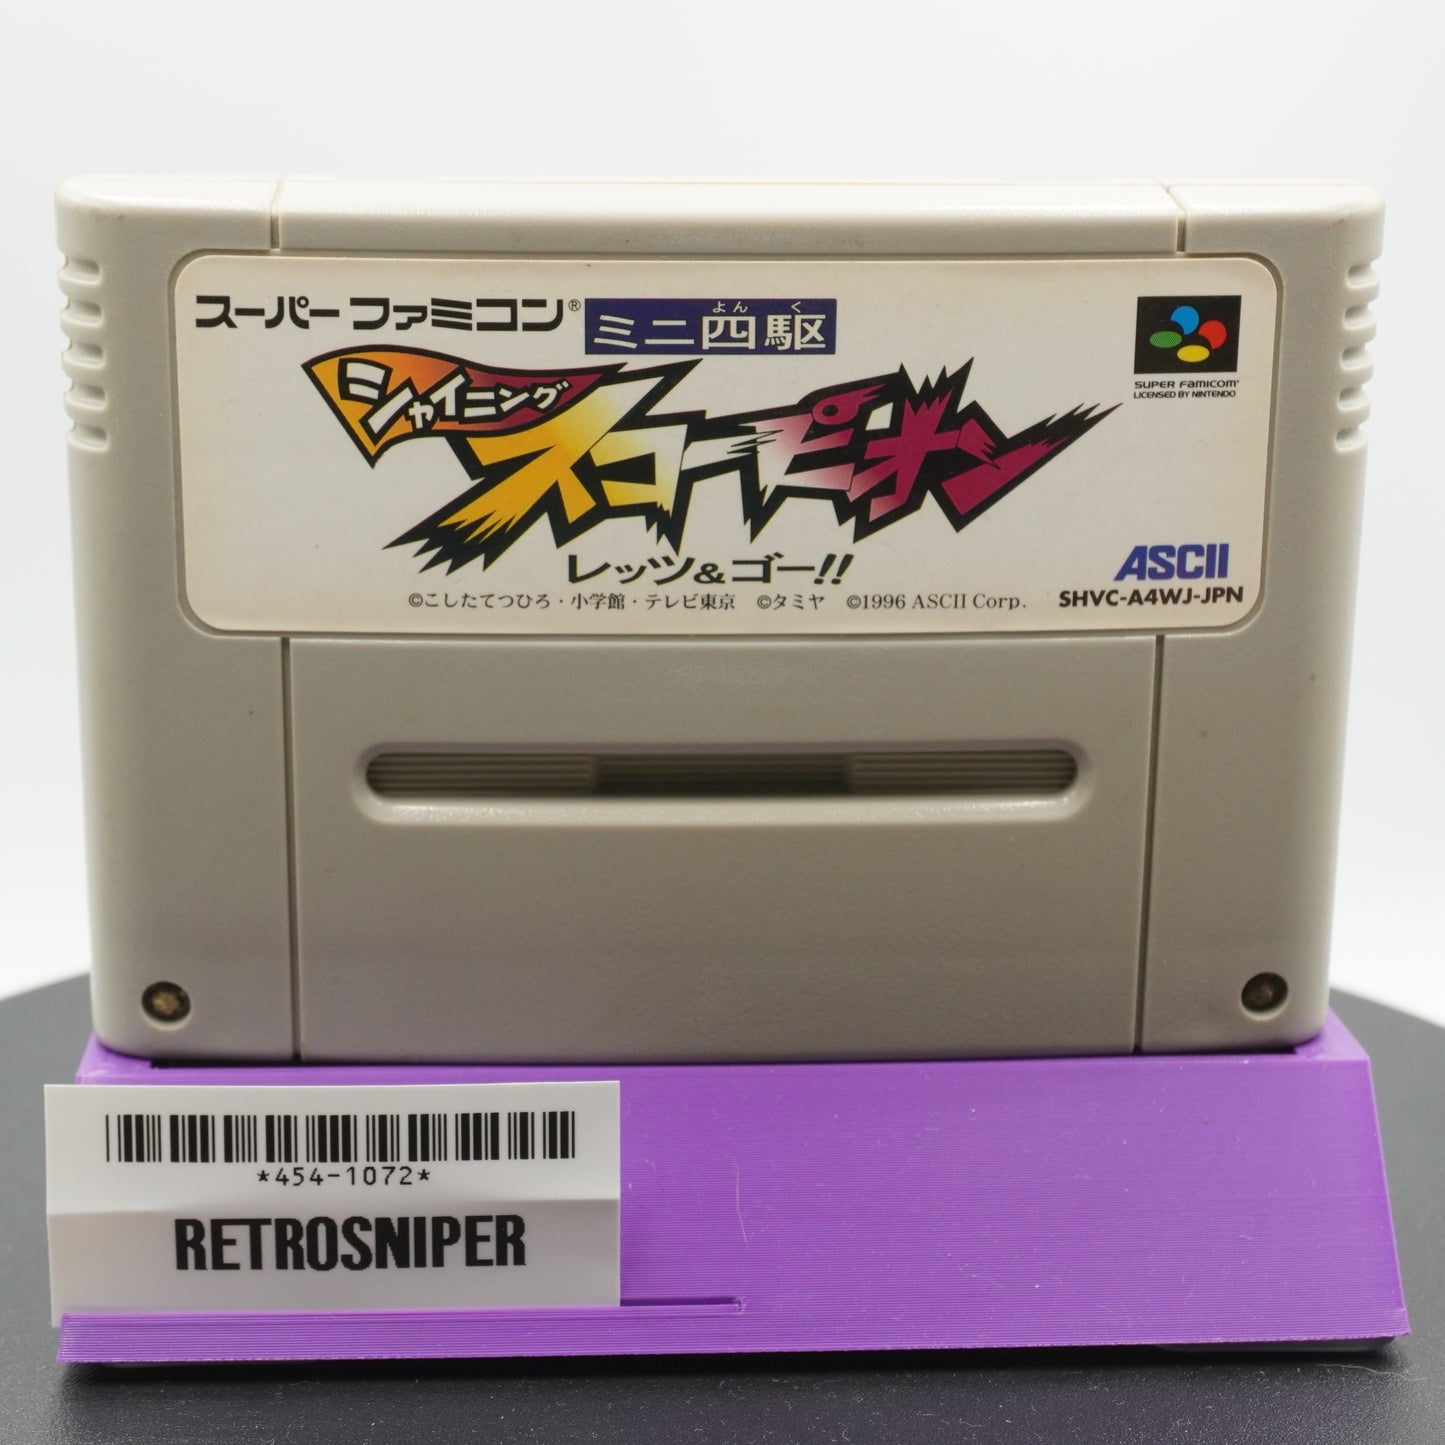 スーパーファミコン®
よんく
ミニ四駆
シャイニング
スコーピオン
レッツ&ゴー!!
SUPER FAMICOM®
LICENSED BY NINTENDO
ASCII
©こしたてつひろ・小学館・テレビ東京 ©タミヤ ©1996 ASCII Corp.
SHVC-A4WJ-JPN
*454-1072*
RETROSNIPER